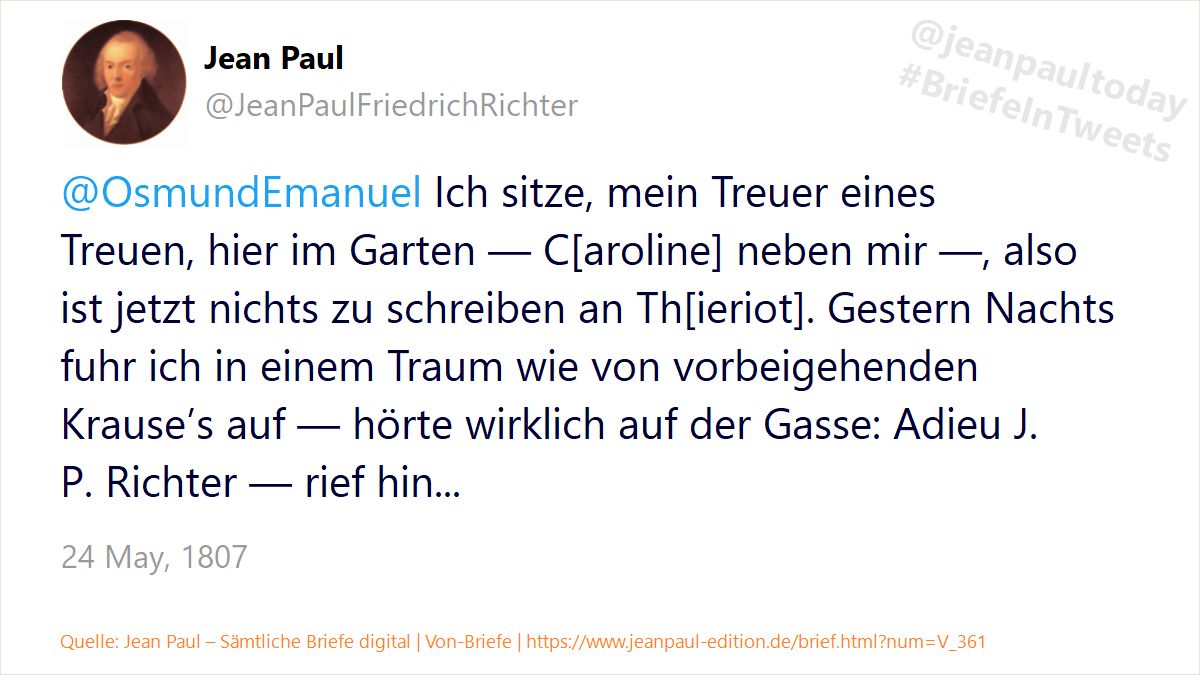 Jean Paul
@JeanPaulFriedrichRichter
@jeanpaultoday
#BriefeInTweets
@OsmundEmanuel Ich sitze, mein Treuer eines
Treuen, hier im Garten — C[aroline] neben mir —, also
ist jetzt nichts zu schreiben an Th[ieriot]. Gestern Nachts
fuhr ich in einem Traum wie von vorbeigehenden
Krause’s auf — hörte wirklich auf der Gasse: Adieu J.
P. Richter — rief hin...
24 May, 1807
Quelle: Jean Paul – Sämtliche Briefe digital | Von-Briefe | https://www.jeanpaul-edition.de/brief.html?num=V_361